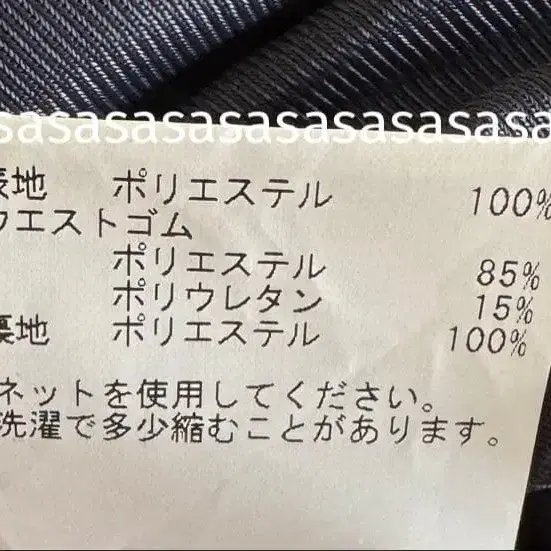 sasasasasasasasasasa
表地 ポリエステル 100%
ウエストゴム
ポリエステル 85%
ポリウレタン 15%
裏地 ポリエステル 100%
ネットを使用してください。
洗濯で多少縮むことがあります。